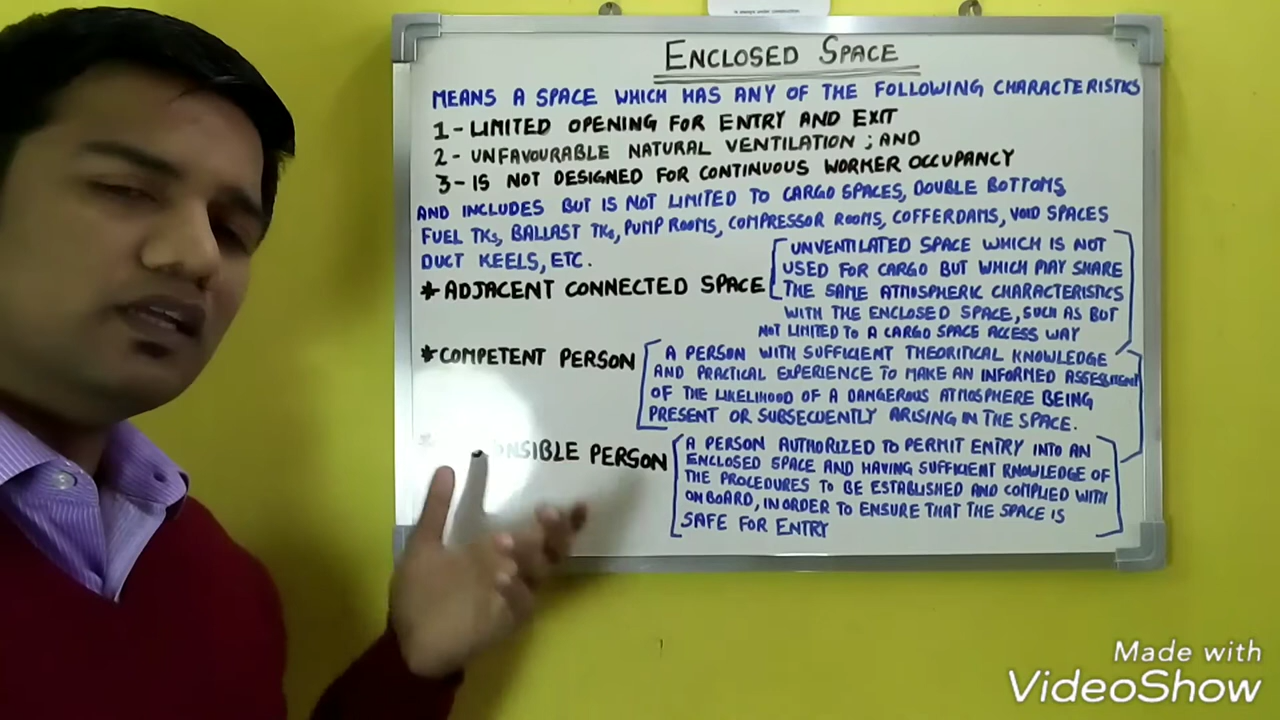 ENCLOSED SPACE
MEANS A SPACE WHICH HAS ANY OF THE FOLLOWING CHARACTERISTICS
1- LIMITED OPENING FOR ENTRY AND EXIT
2- UNFAVOURABLE NATURAL VENTILATION ; AND
3- IS NOT DESIGNED FOR CONTINUOUS WORKER OCCUPANCY
AND INCLUDES BUT IS NOT LIMITED TO CARGO SPACES, DOUBLE BOTTOMS
FUEL TKs, BALLAST TKs, PUMP ROOMS, COMPRESSOR ROOMS, COFFERDAMS, VOID SPACES
DUCT KEELS, ETC.
* ADJACENT CONNECTED SPACE
UNVENTILATED SPACE WHICH IS NOT
USED FOR CARGO BUT WHICH MAY SHARE
THE SAME ATMOSPHERIC CHARACTERISTICS
WITH THE ENCLOSED SPACE, SUCH AS BUT
NOT LIMITED TO A CARGO SPACE ACCESS WAY
* COMPETENT PERSON
A PERSON WITH SUFFICIENT THEORITICAL KNOWLEDGE
AND PRACTICAL EXPERIENCE TO MAKE AN INFORMED ASSESSMENT
OF THE LIKELIHOOD OF A DANGEROUS ATMOSPHERE BEING
PRESENT OR SUBSECUENTLY ARISING IN THE SPACE.
NSIBLE PERSON
A PERSON AUTHORIZED TO PERMIT ENTRY INTO AN
ENCLOSED SPACE AND HAVING SUFFICIENT KNOWLEDGE OF
THE PROCEDURES TO BE ESTABLISHED AND COMPLIED WITH
ONBOARD, IN ORDER TO ENSURE THAT THE SPACE IS
SAFE FOR ENTRY
Made with
VideoShow